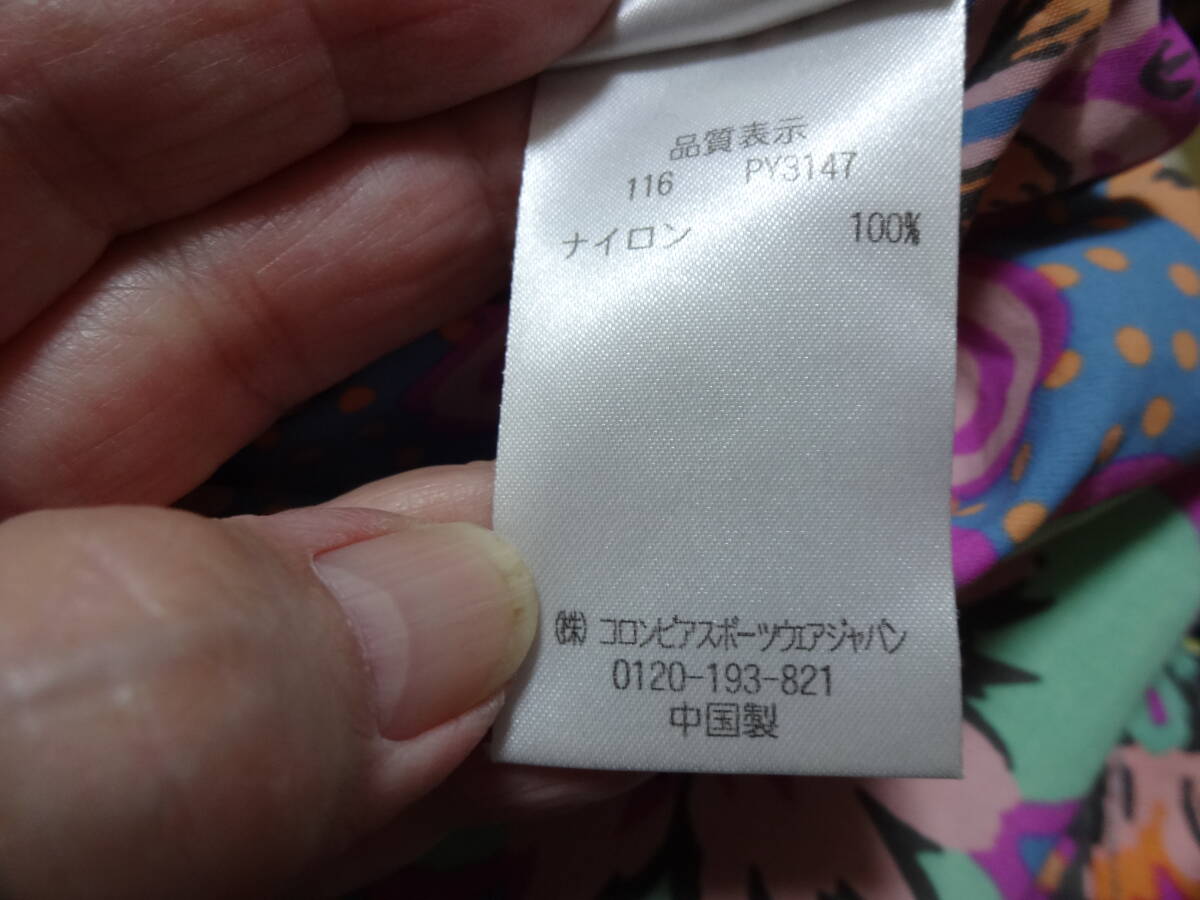 品質表示
116 PY3147
ナイロン 100%
㈱ コロンビアスポーツウエアジャパン
0120-193-821
中国製